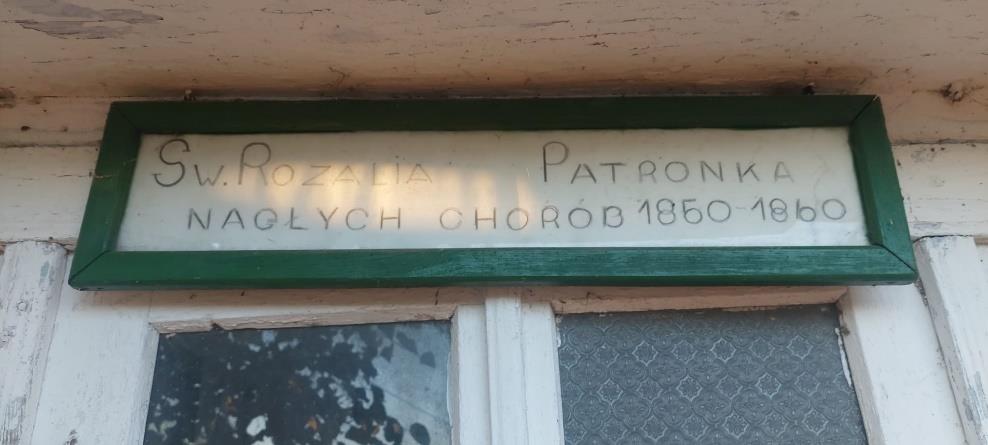 Św. Rozalia Patronka
nagłych chorób 1850-1860